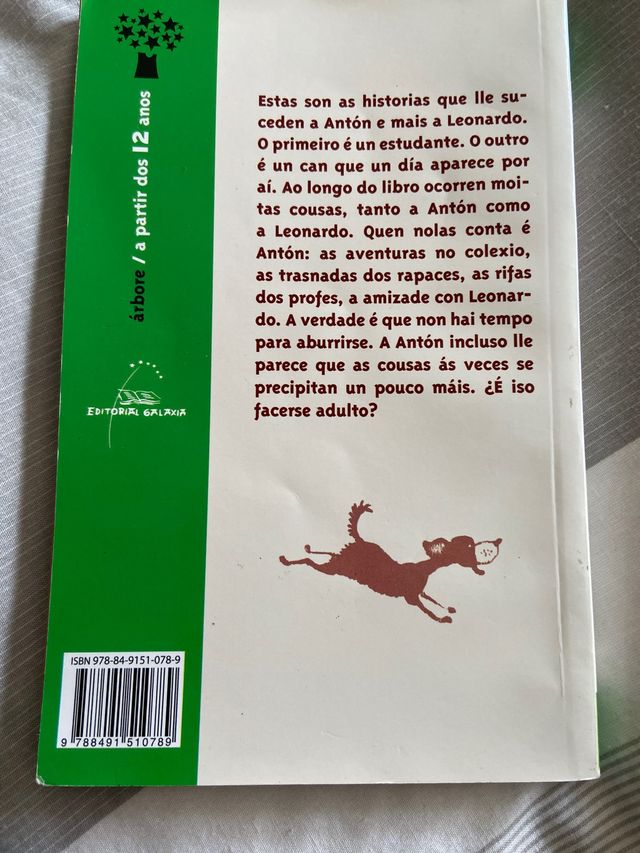 árbore / a partir dos 12 anos
EDITORIAL GALAXIA
Estas son as historias que lle su-
ceden a Antón e mais a Leonardo.
O primeiro é un estudante. O outro
é un can que un día aparece por
aí. Ao longo do libro ocorren moi-
tas cousas, tanto a Antón como
a Leonardo. Quen nolas conta é
Antón: as aventuras no colexio,
as trasnadas dos rapaces, as rifas
dos profes, a amizade con Leonar-
do. A verdade é que non hai tempo
para aburrirse. A Antón incluso lle
parece que as cousas ás veces se
precipitan un pouco máis. ¿É iso
facerse adulto?
ISBN 978-84-9151-078-9
9 788491 510789